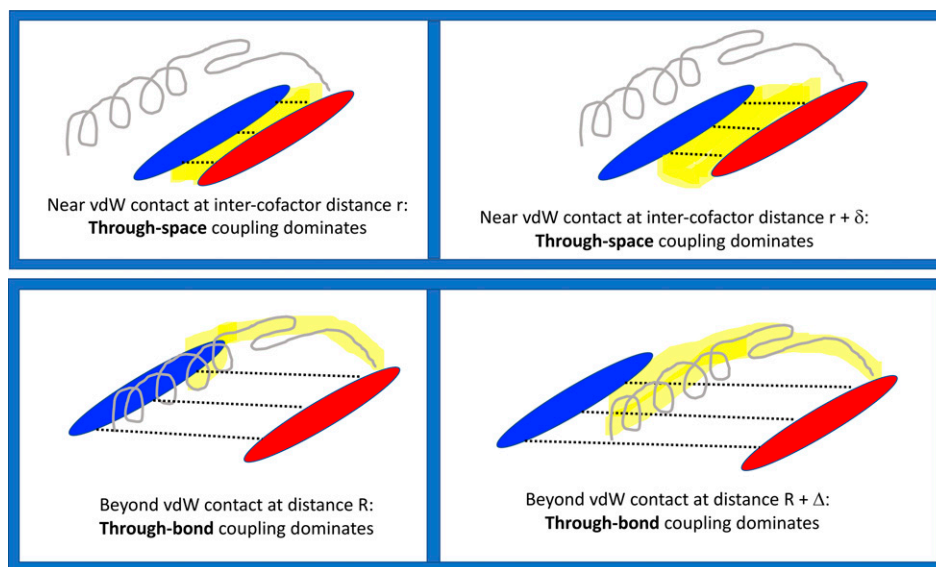 Near vdW contact at inter-cofactor distance r:
Through-space coupling dominates
Near vdW contact at inter-cofactor distance r + δ:
Through-space coupling dominates
Beyond vdW contact at distance R:
Through-bond coupling dominates
Beyond vdW contact at distance R + Δ:
Through-bond coupling dominates